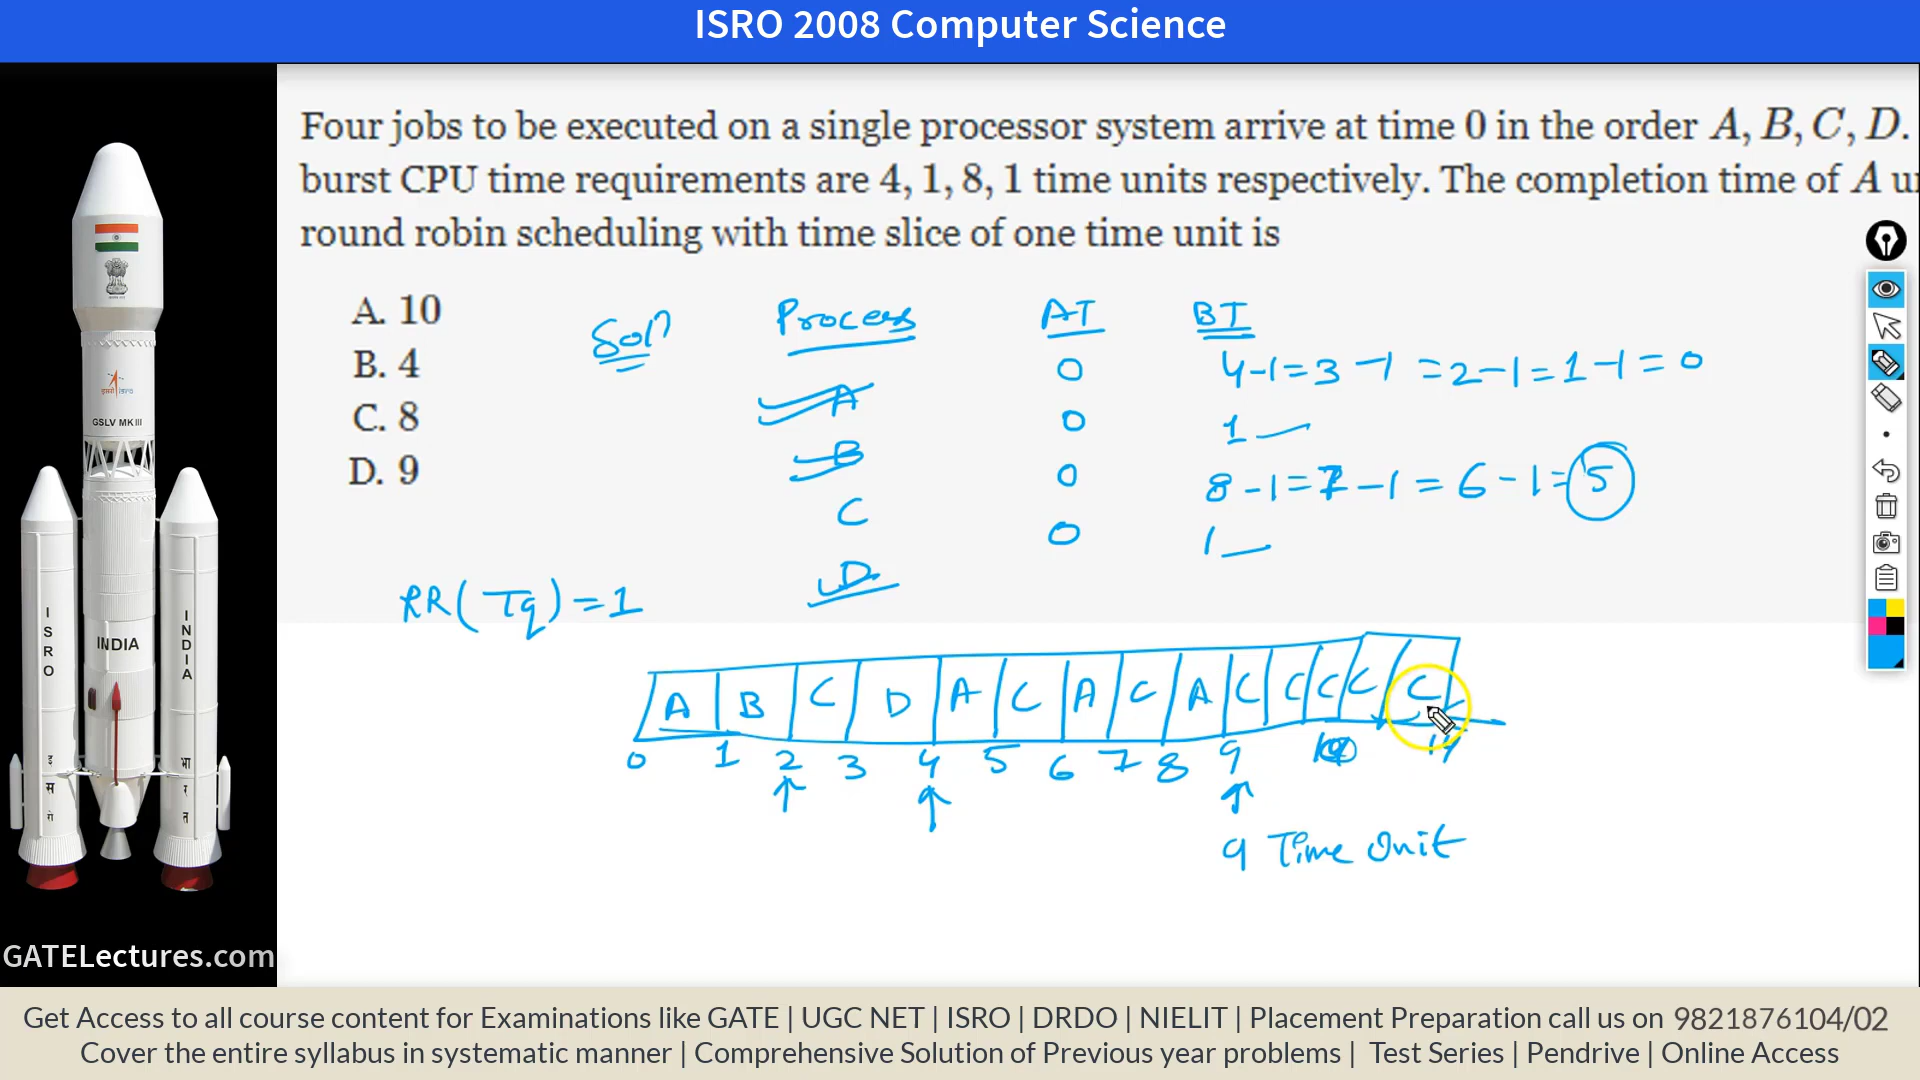 ISRO 2008 Computer Science
Four jobs to be executed on a single processor system arrive at time 0 in the order A, B, C, D.
burst CPU time requirements are 4, 1, 8, 1 time units respectively. The completion time of A
round robin scheduling with time slice of one time unit is
A. 10
B. 4
C. 8
D. 9
Soln
Process AT BT
A 0 4-1=3-1=2-1=1-1=0
B 0 1
C 0 8-1=7-1=6-1=5
D 0 1
RR(Tq)=1
A B C D A C A C A C C C C C
0 1 2 3 4 5 6 7 8 9 14
9 Time Unit
GSLV MKIII
ISRO
INDIA
INDIA
इसरो isro
भारत
GATELectures.com
Get Access to all course content for Examinations like GATE | UGC NET | ISRO | DRDO | NIELIT | Placement Preparation call us on 9821876104/02
Cover the entire syllabus in systematic manner | Comprehensive Solution of Previous year problems | Test Series | Pendrive | Online Access